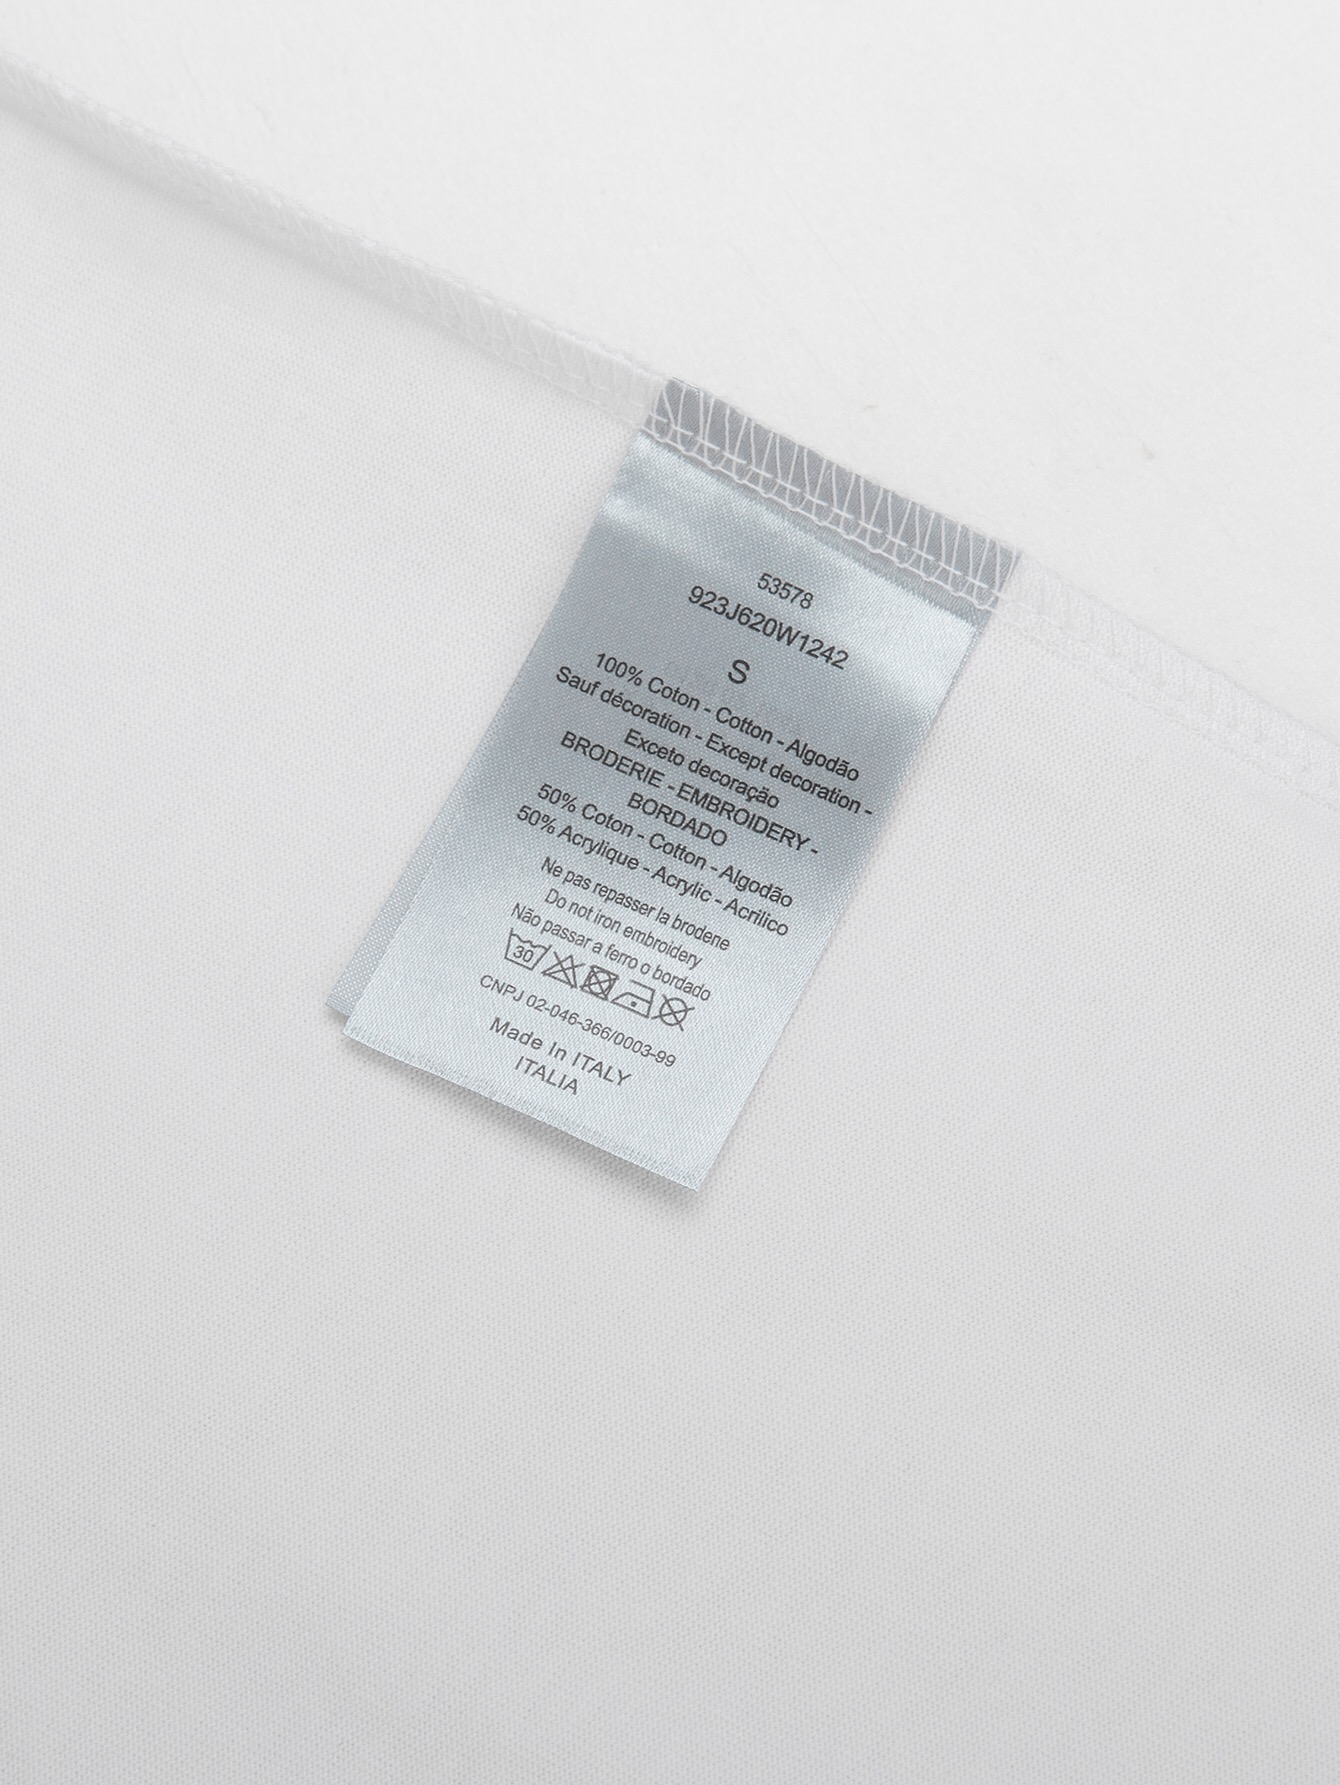 53578
923J620W1242
S
100% Coton - Cotton - Algodão
Sauf décoration - Except decoration -
Exceto decoração
BRODERIE - EMBROIDERY -
BORDADO
50% Coton - Cotton - Algodão
50% Acrylique - Acrylic - Acrilico
Ne pas repasser la brodene
Do not iron embroidery
Não passar a ferro o bordado
30
CNPJ 02-046-366/0003-99
Made In ITALY
ITALIA